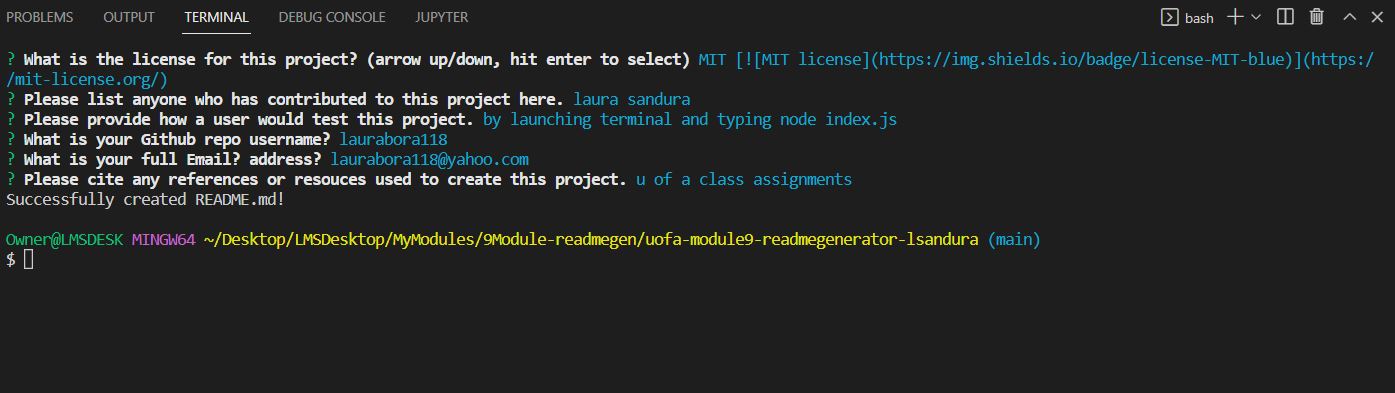 PROBLEMS OUTPUT TERMINAL DEBUG CONSOLE JUPYTER bash
? What is the license for this project? (arrow up/down, hit enter to select) MIT [![MIT license](https://img.shields.io/badge/license-MIT-blue)](https:/
/mit-license.org/)
? Please list anyone who has contributed to this project here. laura sandura
? Please provide how a user would test this project. by launching terminal and typing node index.js
? What is your Github repo username? laurabora118
? What is your full Email? address? laurabora118@yahoo.com
? Please cite any references or resouces used to create this project. u of a class assignments
Successfully created README.md!
Owner@LMSDESK MINGW64 ~/Desktop/LMSDesktop/MyModules/9Module-readmegen/uofa-module9-readmegenerator-lsandura (main)
$